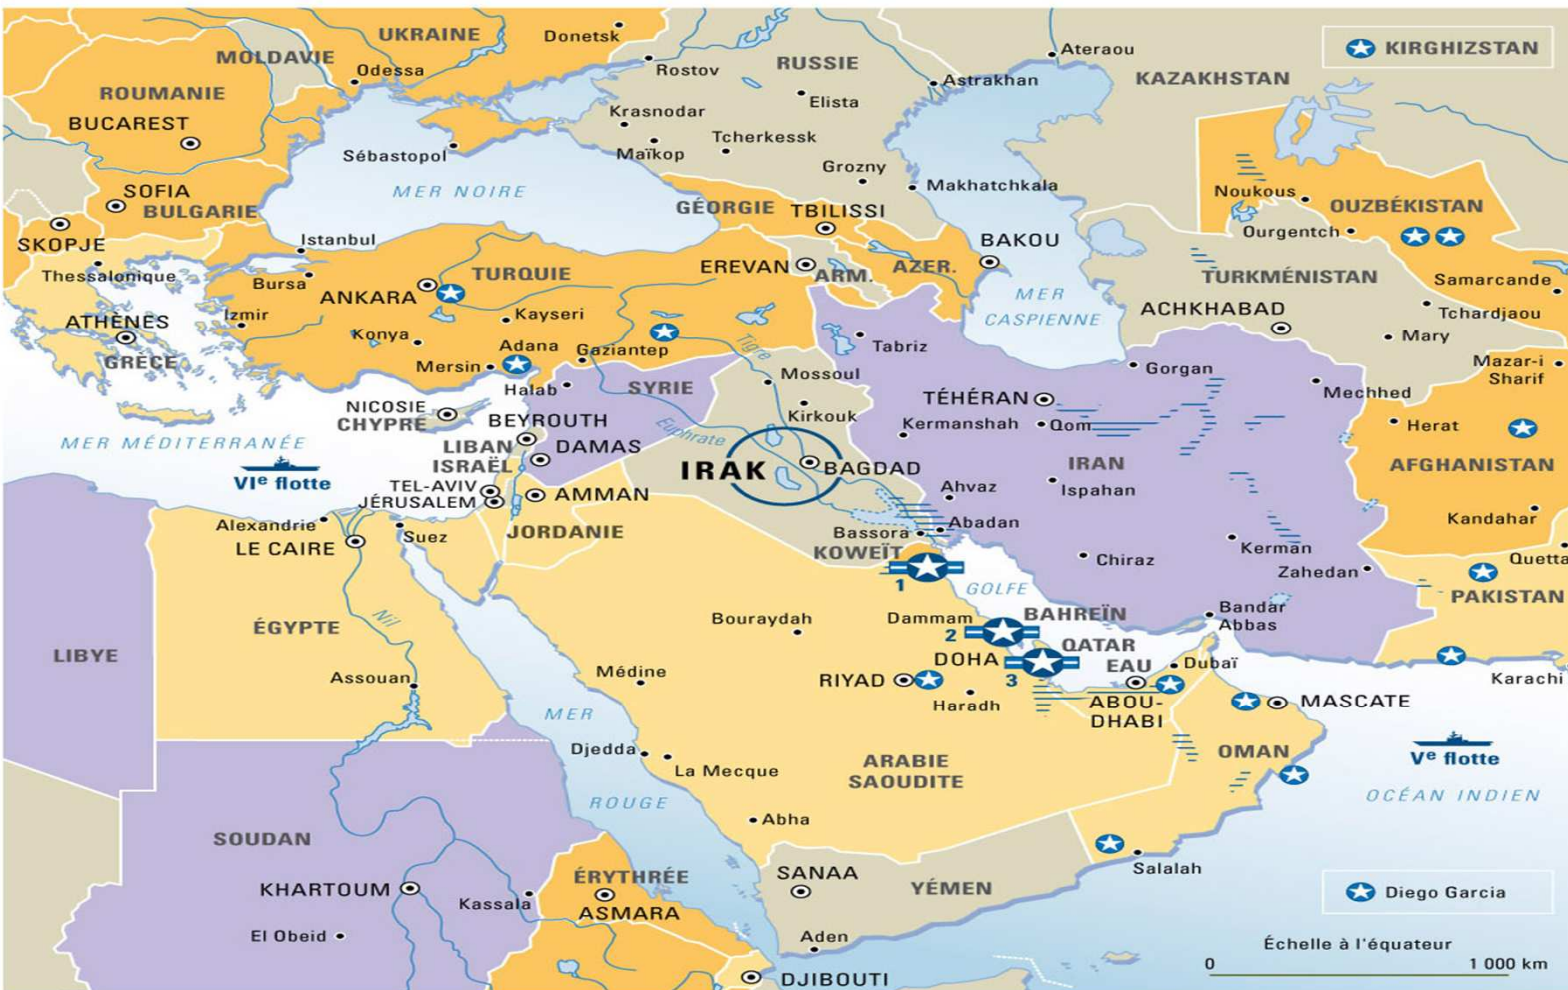 UKRAINE
Donetsk
MOLDAVIE
Odessa
ROUMANIE
BUCAREST
Rostov
RUSSIE
Ateraou
KIRGHIZSTAN
KAZAKHSTAN
Astrakhan
Elista
Krasnodar
Tcherkessk
Maïkop
Sébastopol
Grozny
Makhatchkala
SOFIA
BULGARIE
MER NOIRE
GÉORGIE
TBILISSI
Noukous
OUZBÉKISTAN
Ourgentch
SKOPJE
Thessalonique
Istanbul
Bursa
ANKARA
TURQUIE
EREVAN
ARM.
AZER.
BAKOU
MER
CASPIENNE
TURKMÉNISTAN
ACHKHABAD
Samarcande
Tchardjaou
Mary
ATHÈNES
GRÈCE
Izmir
Konya
Kayseri
Adana
Mersin
Gaziantep
Tigre
Tabriz
Gorgan
Mechhed
Mazar-i
Sharif
Halab
SYRIE
Mossoul
Kirkouk
TÉHÉRAN
Kermanshah
Qom
Herat
NICOSIE
CHYPRE
BEYROUTH
LIBAN
DAMAS
Euphrate
MER MÉDITERRANÉE
VIe flotte
ISRAËL
TEL-AVIV
JÉRUSALEM
AMMAN
IRAK
BAGDAD
IRAN
Ispahan
Ahvaz
AFGHANISTAN
Kandahar
Alexandrie
LE CAIRE
Suez
JORDANIE
Bassora
Abadan
KOWEÏT
Chiraz
Kerman
Zahedan
Quetta
PAKISTAN
1
GOLFE
LIBYE
ÉGYPTE
Nil
Bouraydah
Dammam
2
BAHREÏN
Bandar
Abbas
DOHA
3
QATAR
EAU
Dubaï
Karachi
Assouan
Médine
RIYAD
Haradh
ABOU-
DHABI
MASCATE
MER
Djedda
La Mecque
ARABIE
SAOUDITE
OMAN
Ve flotte
OCÉAN INDIEN
ROUGE
Abha
SOUDAN
KHARTOUM
Kassala
El Obeid
ÉRYTHRÉE
ASMARA
SANAA
YÉMEN
Salalah
Aden
DJIBOUTI
Diego Garcia
Échelle à l'équateur
0 1 000 km